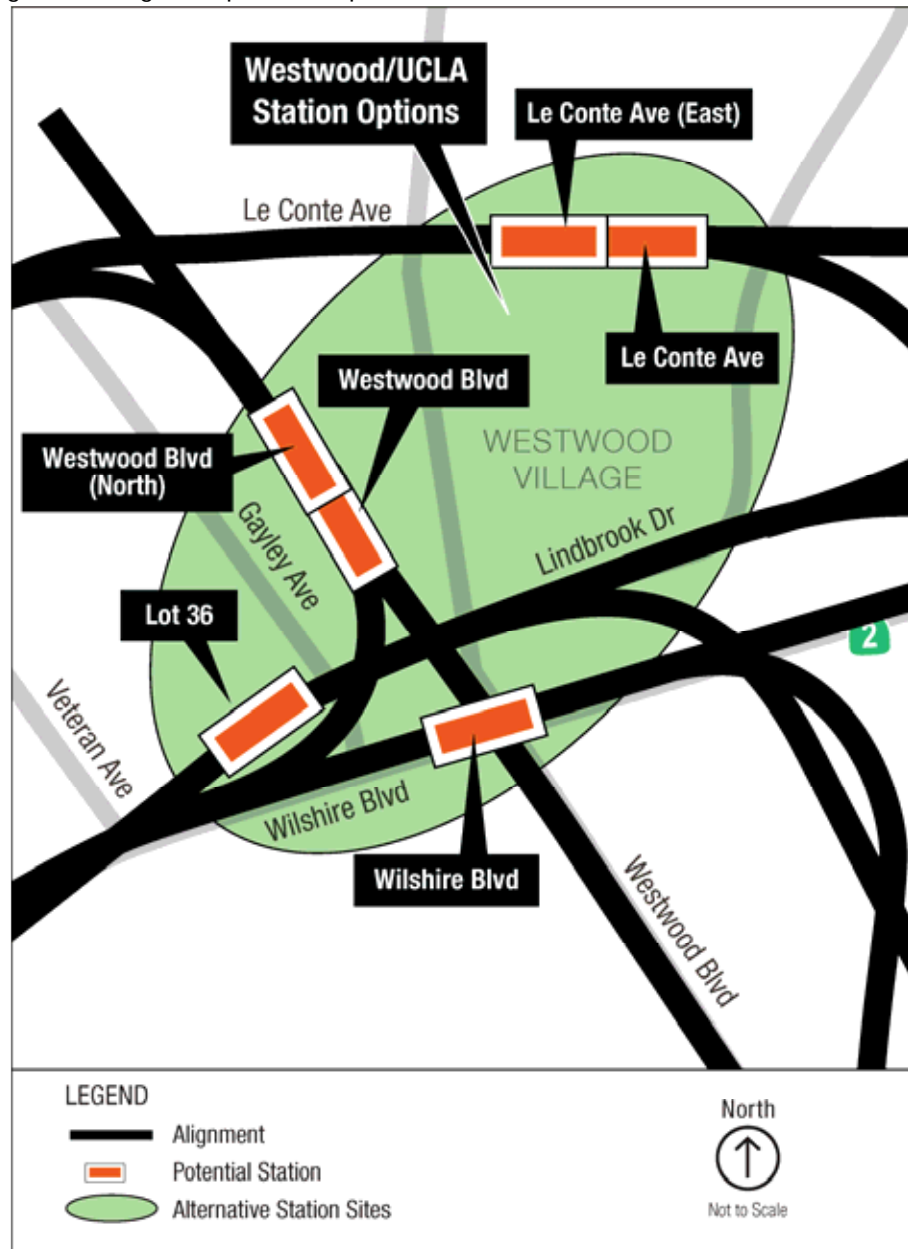 Westwood/UCLA
Station Options
Le Conte Ave (East)
Le Conte Ave
Le Conte Ave
Westwood Blvd
WESTWOOD
VILLAGE
Westwood Blvd
(North)
Gayley Ave
Lindbrook Dr
Lot 36
2
Veteran Ave
Wilshire Blvd
Wilshire Blvd
Westwood Blvd
LEGEND
Alignment
Potential Station
Alternative Station Sites
North
Not to Scale